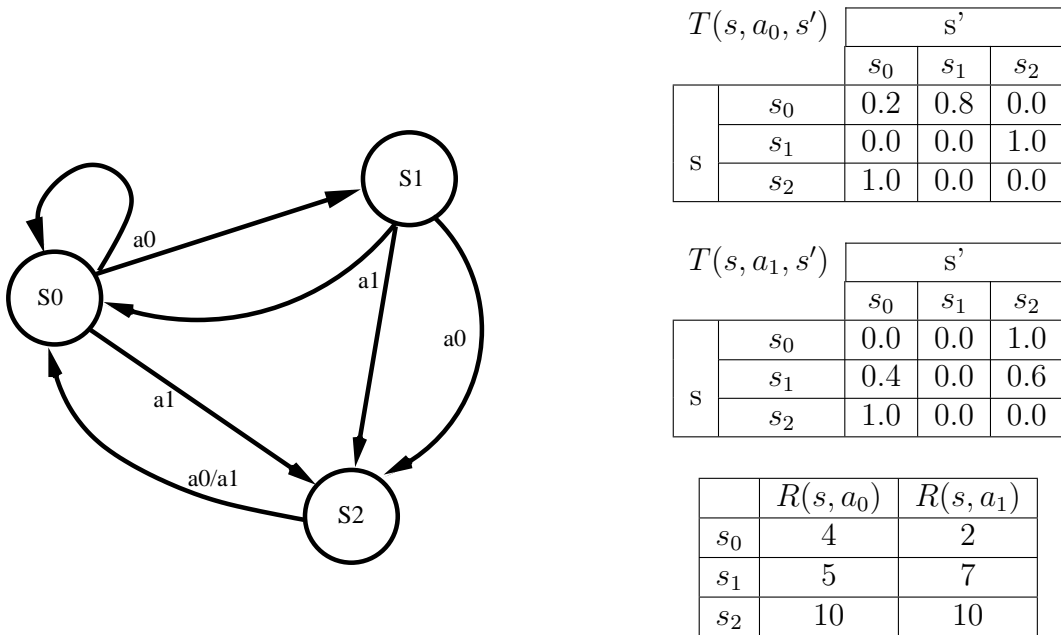 S1
a0
S0
a1
a0
a1
a0/a1
S2
T(s, a₀, s′) s'
s₀ s₁ s₂
s₀ 0.2 0.8 0.0
s s₁ 0.0 0.0 1.0
s₂ 1.0 0.0 0.0
T(s, a₁, s′) s'
s₀ s₁ s₂
s₀ 0.0 0.0 1.0
s s₁ 0.4 0.0 0.6
s₂ 1.0 0.0 0.0
R(s, a₀) R(s, a₁)
s₀ 4 2
s₁ 5 7
s₂ 10 10